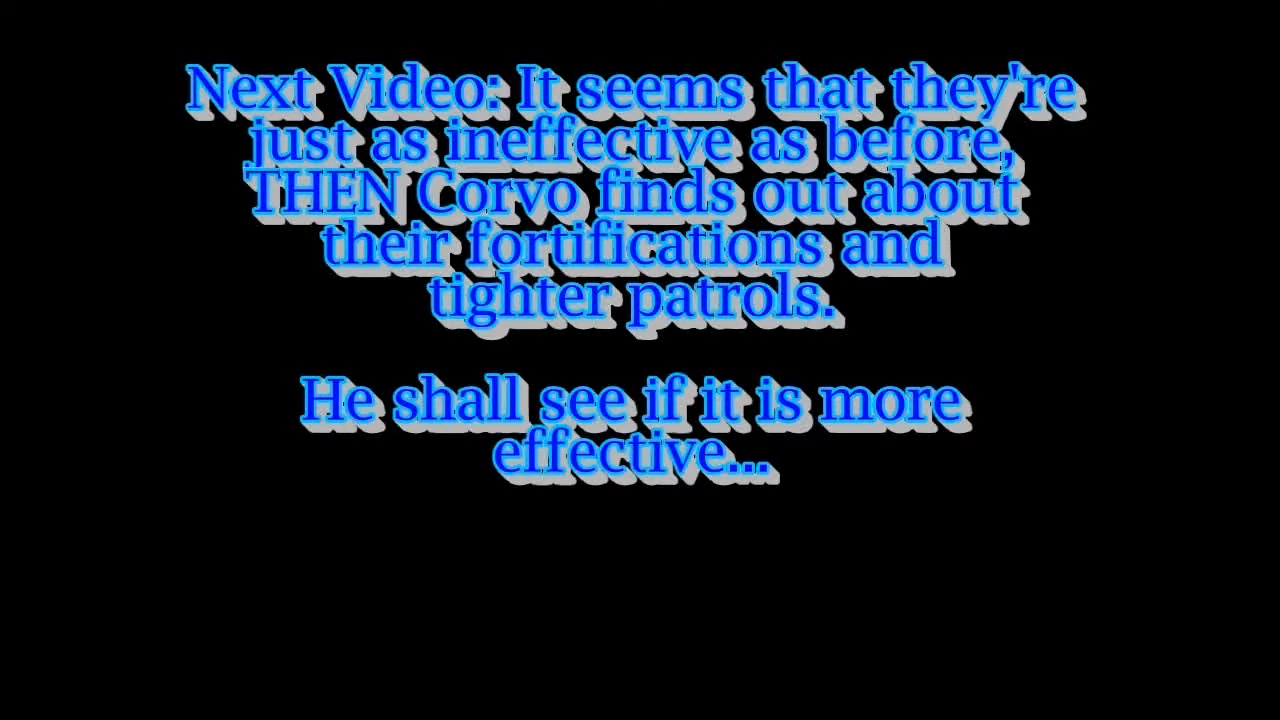 Next Video: It seems that they're
just as ineffective as before,
THEN Corvo finds out about
their fortifications and
tighter patrols.
He shall see if it is more
effective...